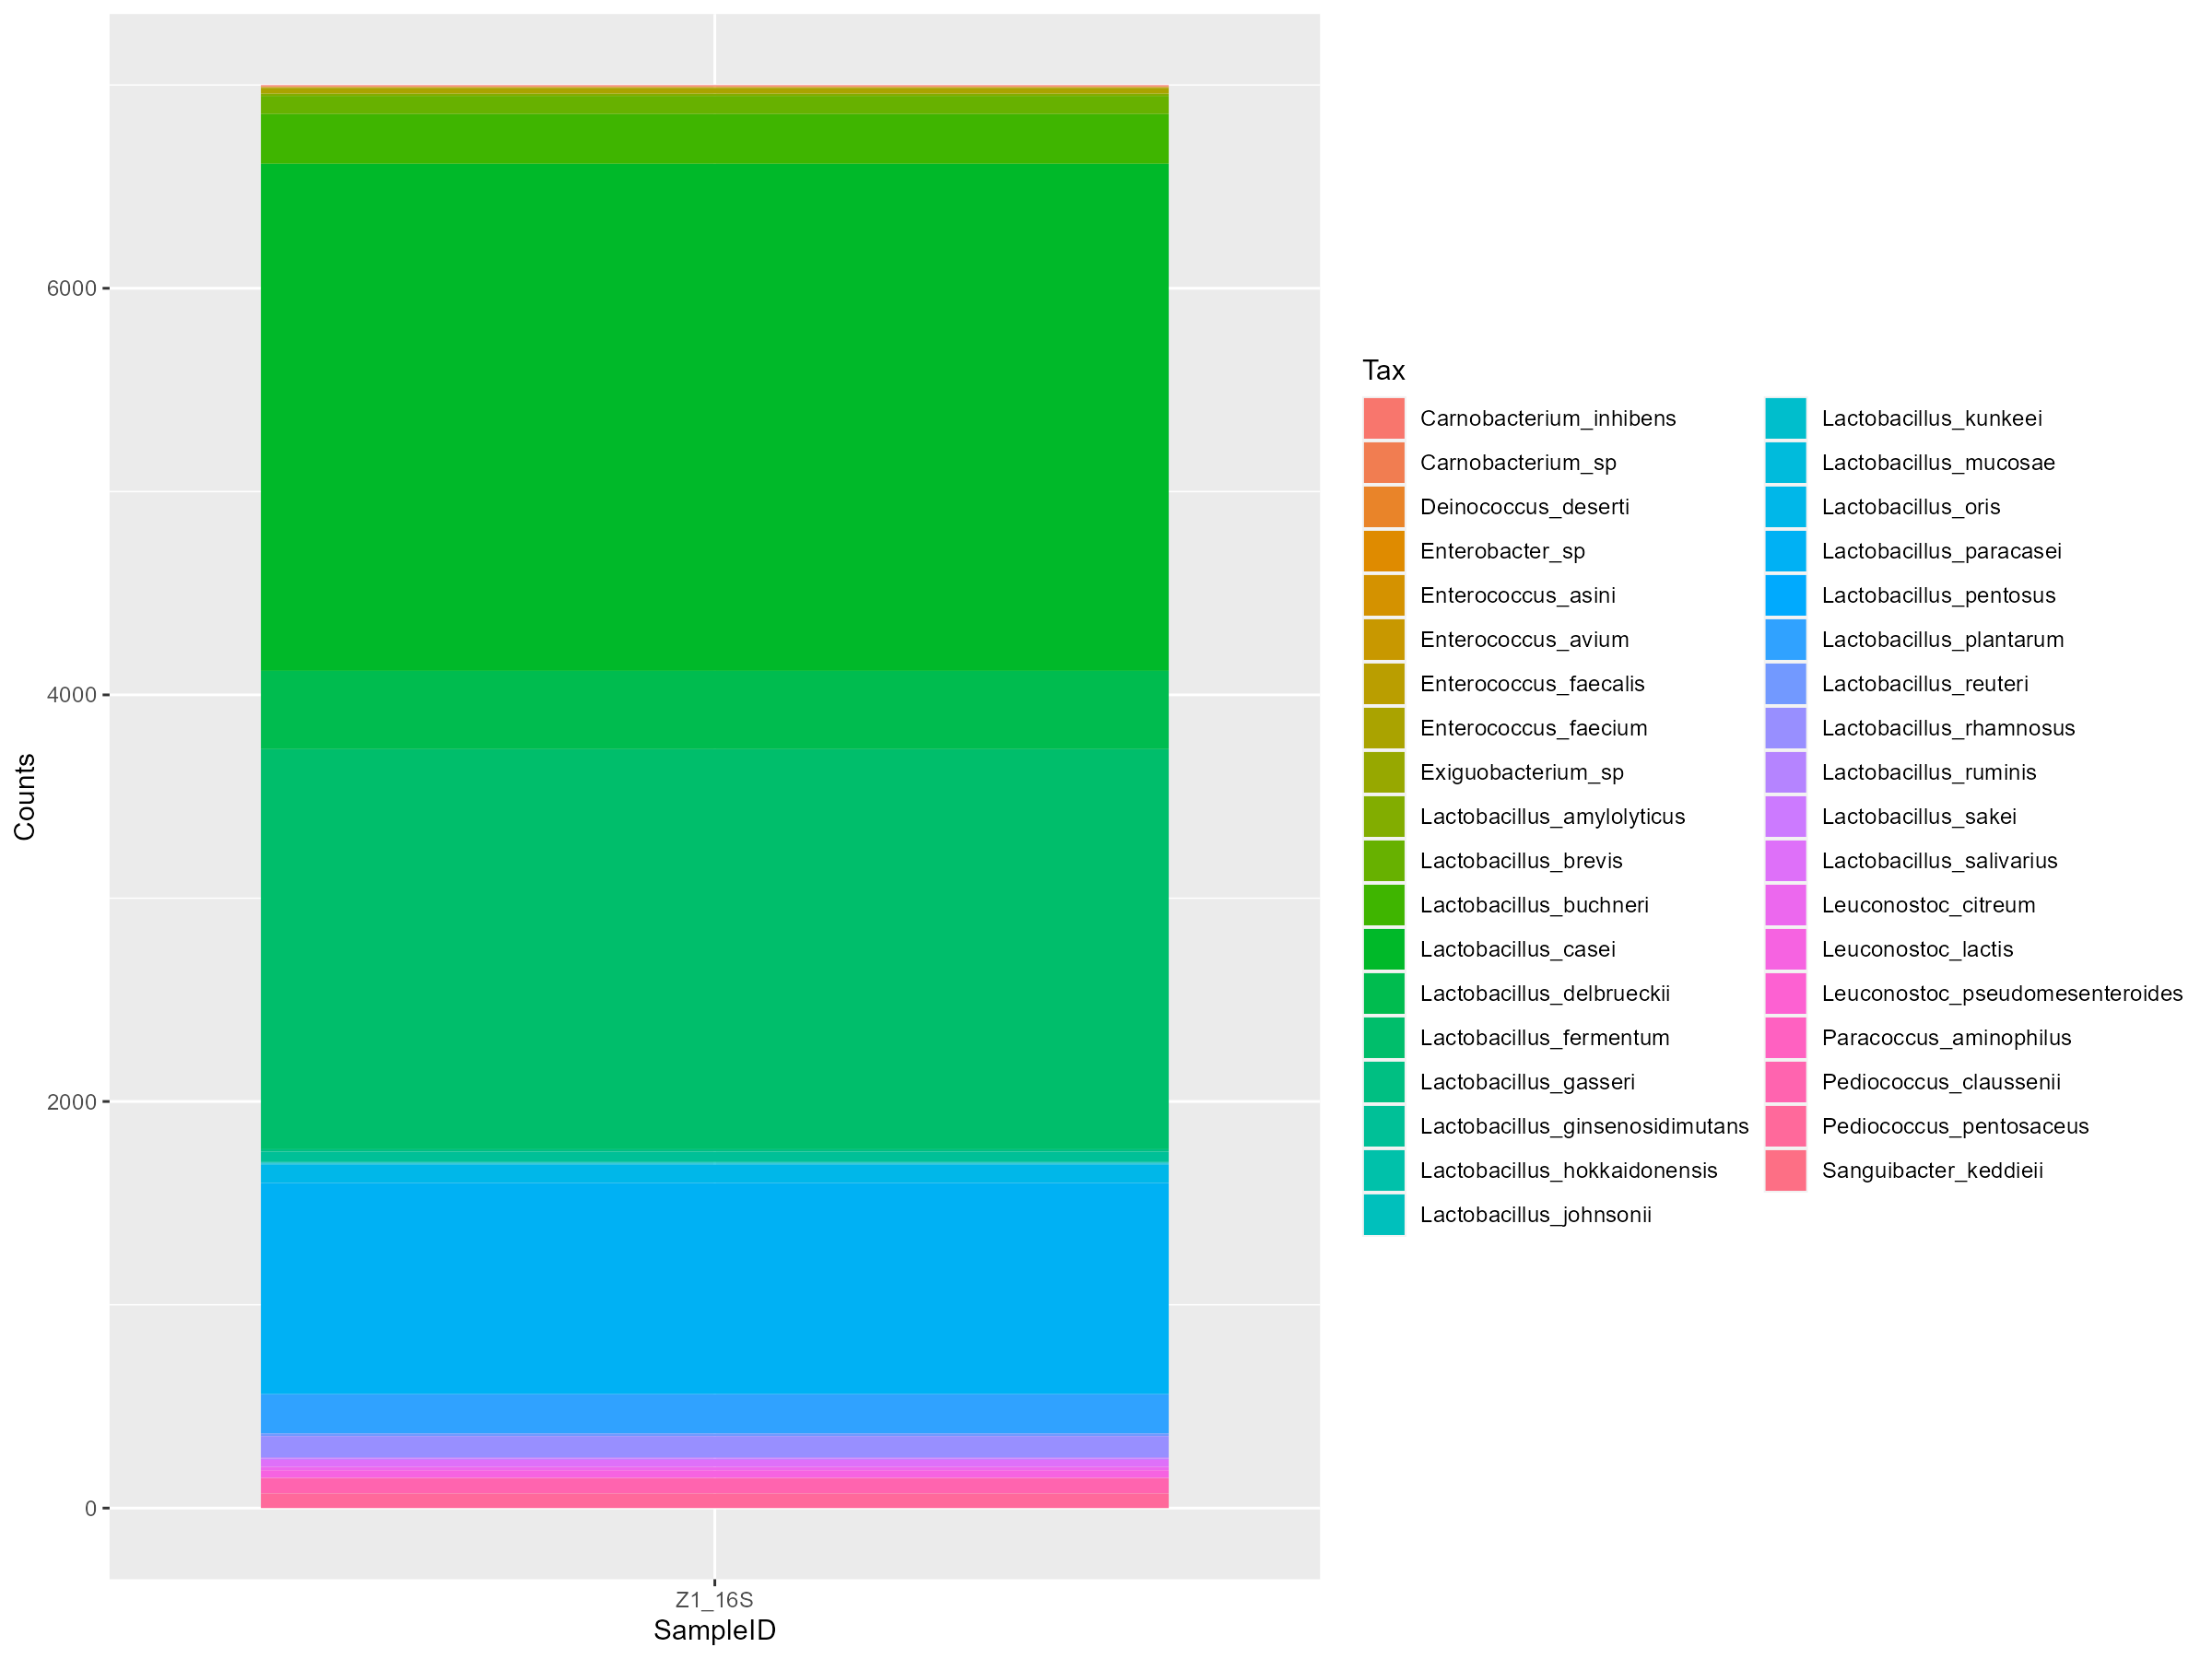 6000
4000
2000
0
Counts
Z1_16S
SampleID
Tax
Carnobacterium_inhibens
Carnobacterium_sp
Deinococcus_deserti
Enterobacter_sp
Enterococcus_asini
Enterococcus_avium
Enterococcus_faecalis
Enterococcus_faecium
Exiguobacterium_sp
Lactobacillus_amylolyticus
Lactobacillus_brevis
Lactobacillus_buchneri
Lactobacillus_casei
Lactobacillus_delbrueckii
Lactobacillus_fermentum
Lactobacillus_gasseri
Lactobacillus_ginsenosidimutans
Lactobacillus_hokkaidonensis
Lactobacillus_johnsonii
Lactobacillus_kunkeei
Lactobacillus_mucosae
Lactobacillus_oris
Lactobacillus_paracasei
Lactobacillus_pentosus
Lactobacillus_plantarum
Lactobacillus_reuteri
Lactobacillus_rhamnosus
Lactobacillus_ruminis
Lactobacillus_sakei
Lactobacillus_salivarius
Leuconostoc_citreum
Leuconostoc_lactis
Leuconostoc_pseudomesenteroides
Paracoccus_aminophilus
Pediococcus_claussenii
Pediococcus_pentosaceus
Sanguibacter_keddieii